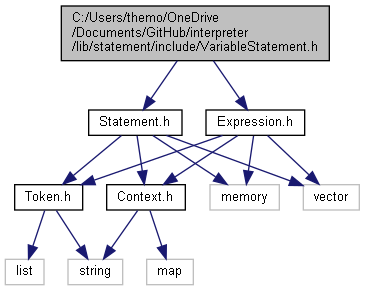 C:/Users/themo/OneDrive
/Documents/GitHub/interpreter
/lib/statement/include/VariableStatement.h
Statement.h
Expression.h
Token.h
Context.h
memory
vector
list
string
map